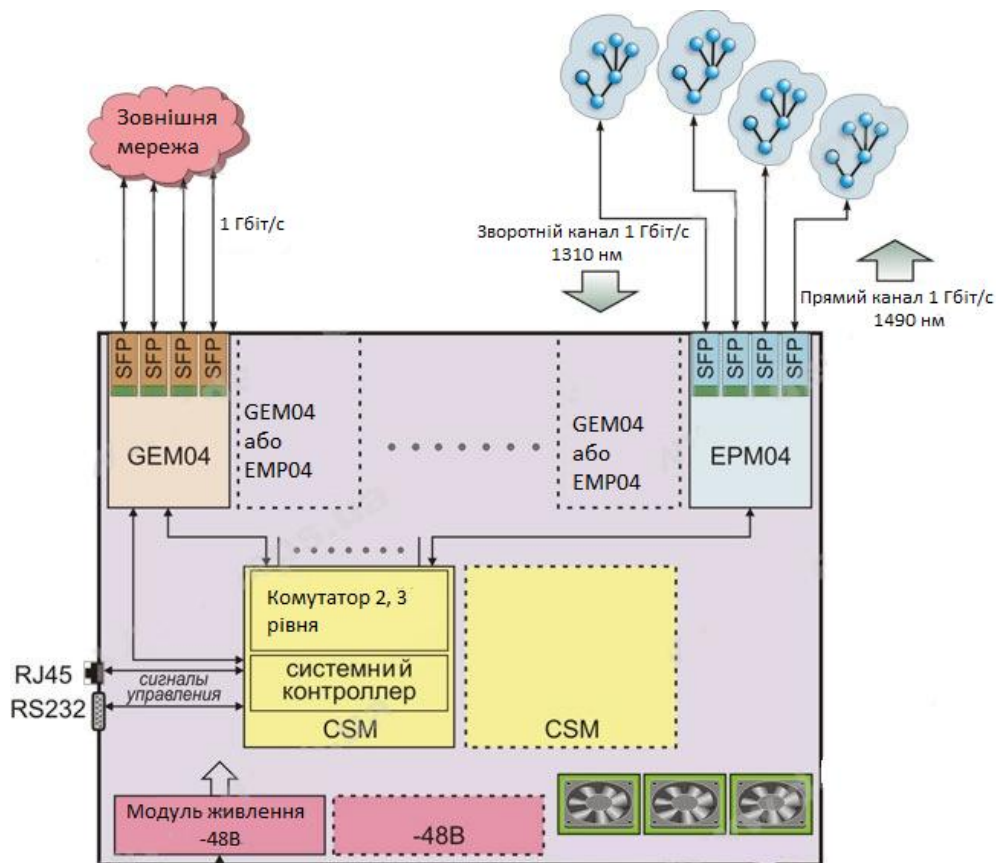 Зовнішня
мережа
1 Гбіт/с
Зворотній канал 1 Гбіт/с
1310 нм
Прямий канал 1 Гбіт/с
1490 нм
SFP
SFP
SFP
SFP
SFP
SFP
SFP
SFP
GEM04
GEM04
або
EMP04
GEM04
або
EMP04
EPM04
Комутатор 2, 3
рівня
системний
контроллер
CSM
CSM
RJ45
RS232
сигналы
управления
Модуль живлення
-48В
-48В